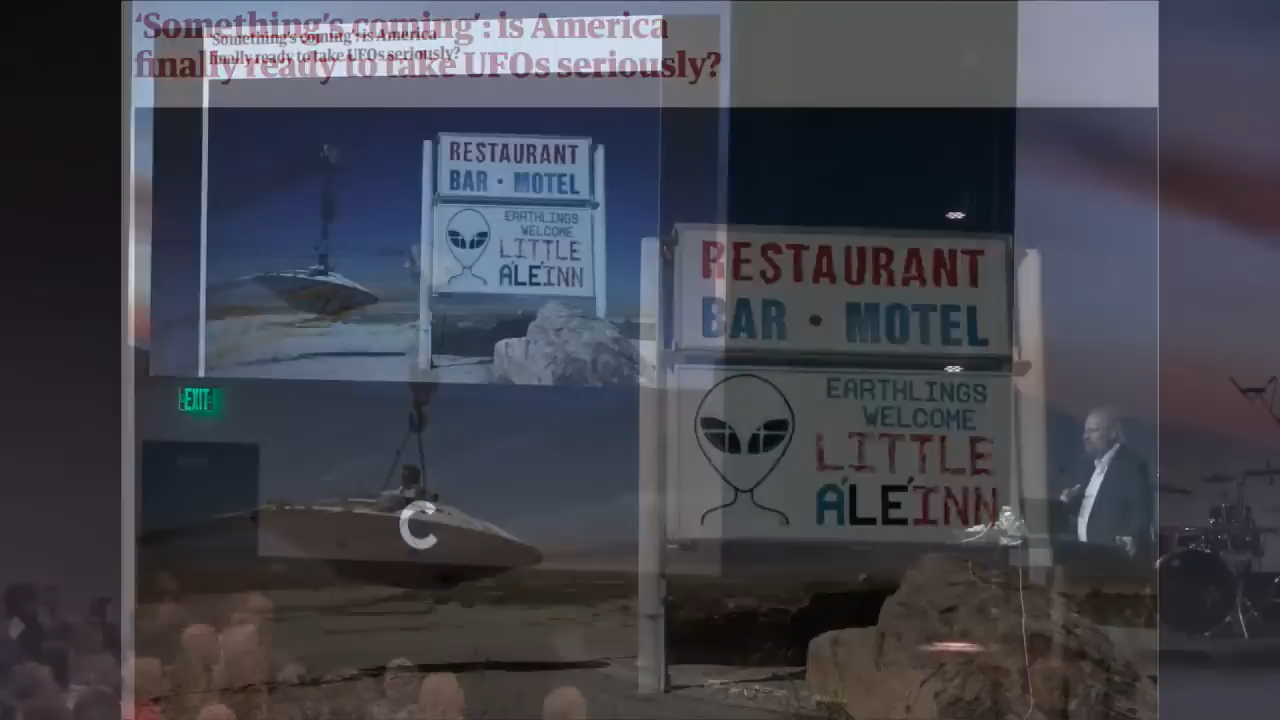 ‘Something’s coming’: is America
finally ready to take UFOs seriously?
‘Something’s coming’: is America
finally ready to take UFOs seriously?
RESTAURANT
BAR • MOTEL
EARTHLINGS
WELCOME
LITTLE
A'LE'INN
EXIT
RESTAURANT
BAR • MOTEL
EARTHLINGS
WELCOME
LITTLE
A'LE'INN
C